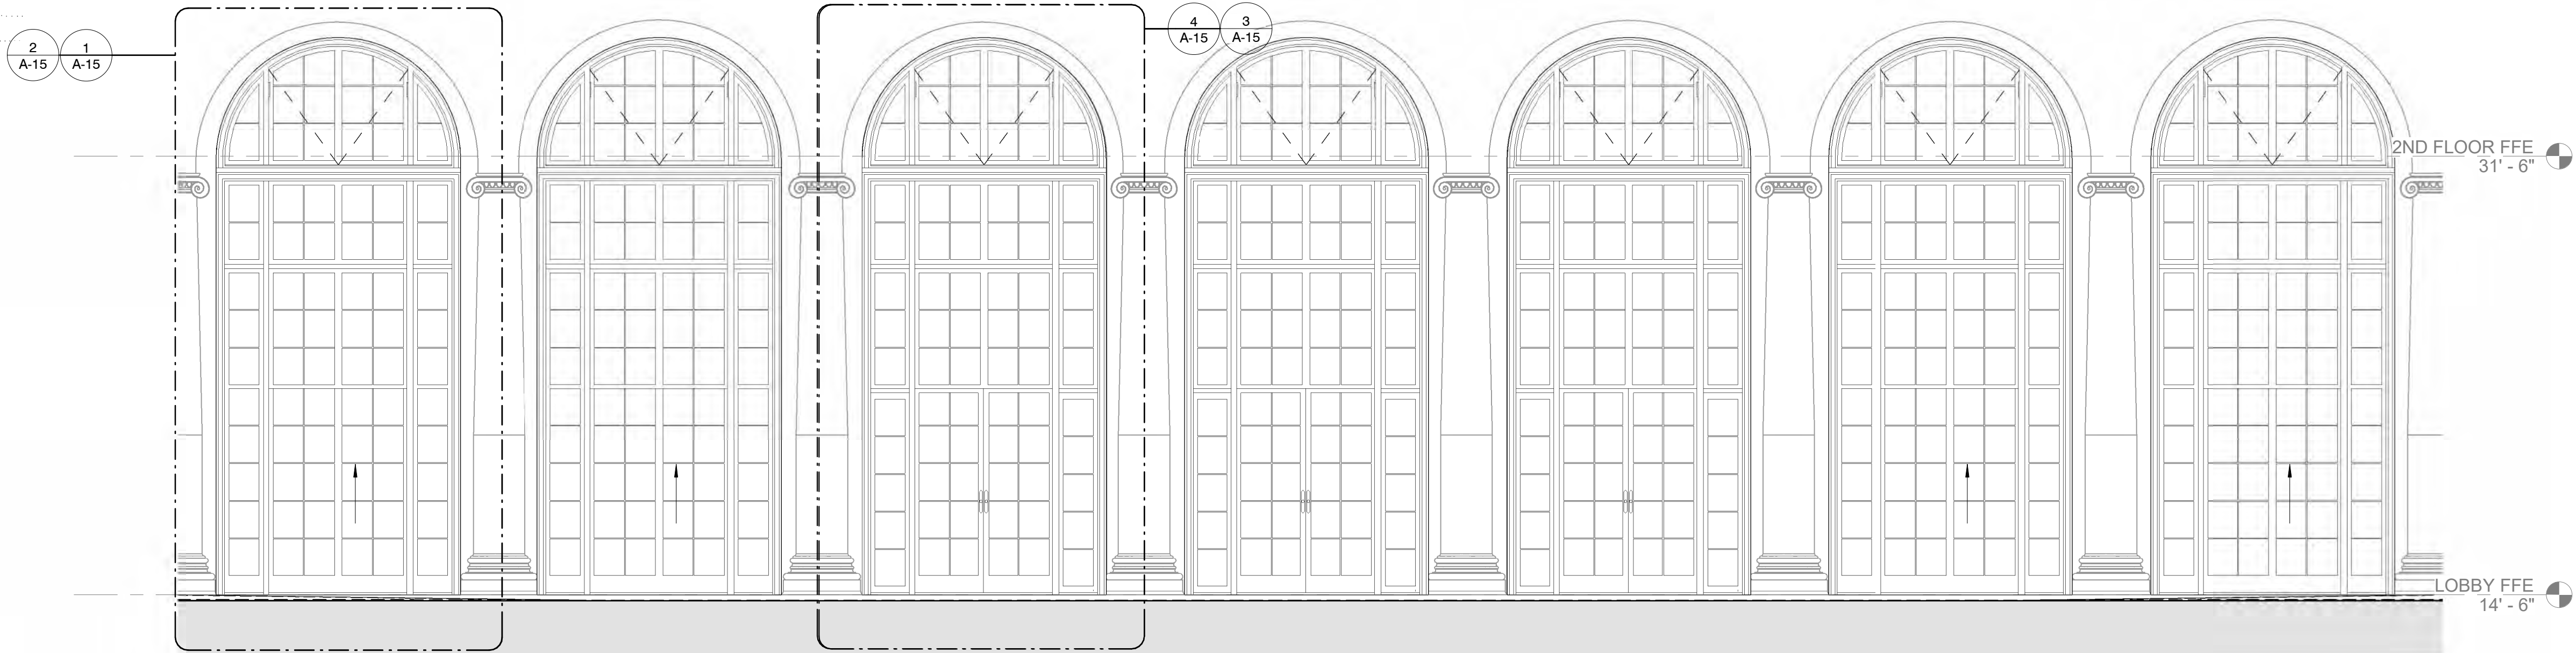 2
A-15
1
A-15
4
A-15
3
A-15
2ND FLOOR FFE
31' - 6"
LOBBY FFE
14' - 6"